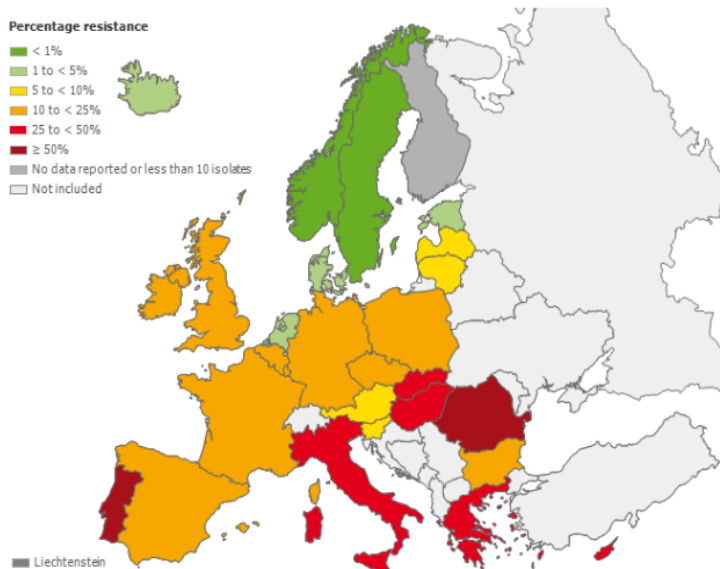 Percentage resistance
< 1%
1 to < 5%
5 to < 10%
10 to < 25%
25 to < 50%
≥ 50%
No data reported or less than 10 isolates
Not included
Liechtenstein